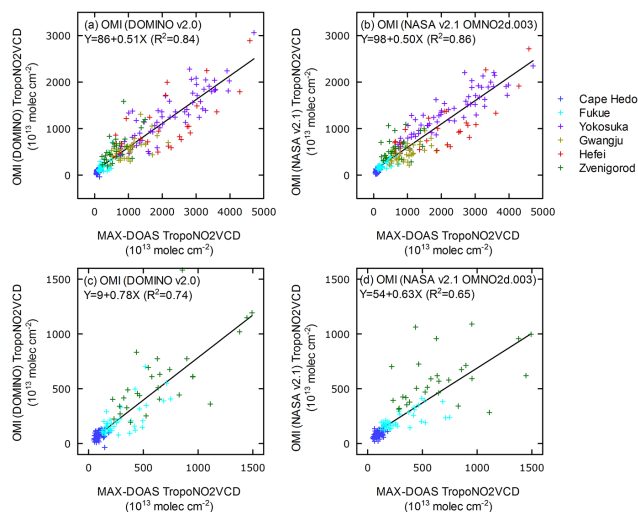 (a) OMI (DOMINO v2.0)
Y=86+0.51X (R²=0.84)
3000
2000
1000
0
OMI (DOMINO) TropoNO2VCD
(10¹³ molec cm⁻²)
0 1000 2000 3000 4000 5000
MAX-DOAS TropoNO2VCD
(10¹³ molec cm⁻²)
(b) OMI (NASA v2.1 OMNO2d.003)
Y=98+0.50X (R²=0.86)
3000
2000
1000
0
OMI (NASA v2.1) TropoNO2VCD
(10¹³ molec cm⁻²)
0 1000 2000 3000 4000 5000
MAX-DOAS TropoNO2VCD
(10¹³ molec cm⁻²)
Cape Hedo
Fukue
Yokosuka
Gwangju
Hefei
Zvenigorod
(c) OMI (DOMINO v2.0)
Y=9+0.78X (R²=0.74)
1500
1000
500
0
OMI (DOMINO) TropoNO2VCD
(10¹³ molec cm⁻²)
0 500 1000 1500
MAX-DOAS TropoNO2VCD
(10¹³ molec cm⁻²)
(d) OMI (NASA v2.1 OMNO2d.003)
Y=54+0.63X (R²=0.65)
1500
1000
500
0
OMI (NASA v2.1) TropoNO2VCD
(10¹³ molec cm⁻²)
0 500 1000 1500
MAX-DOAS TropoNO2VCD
(10¹³ molec cm⁻²)